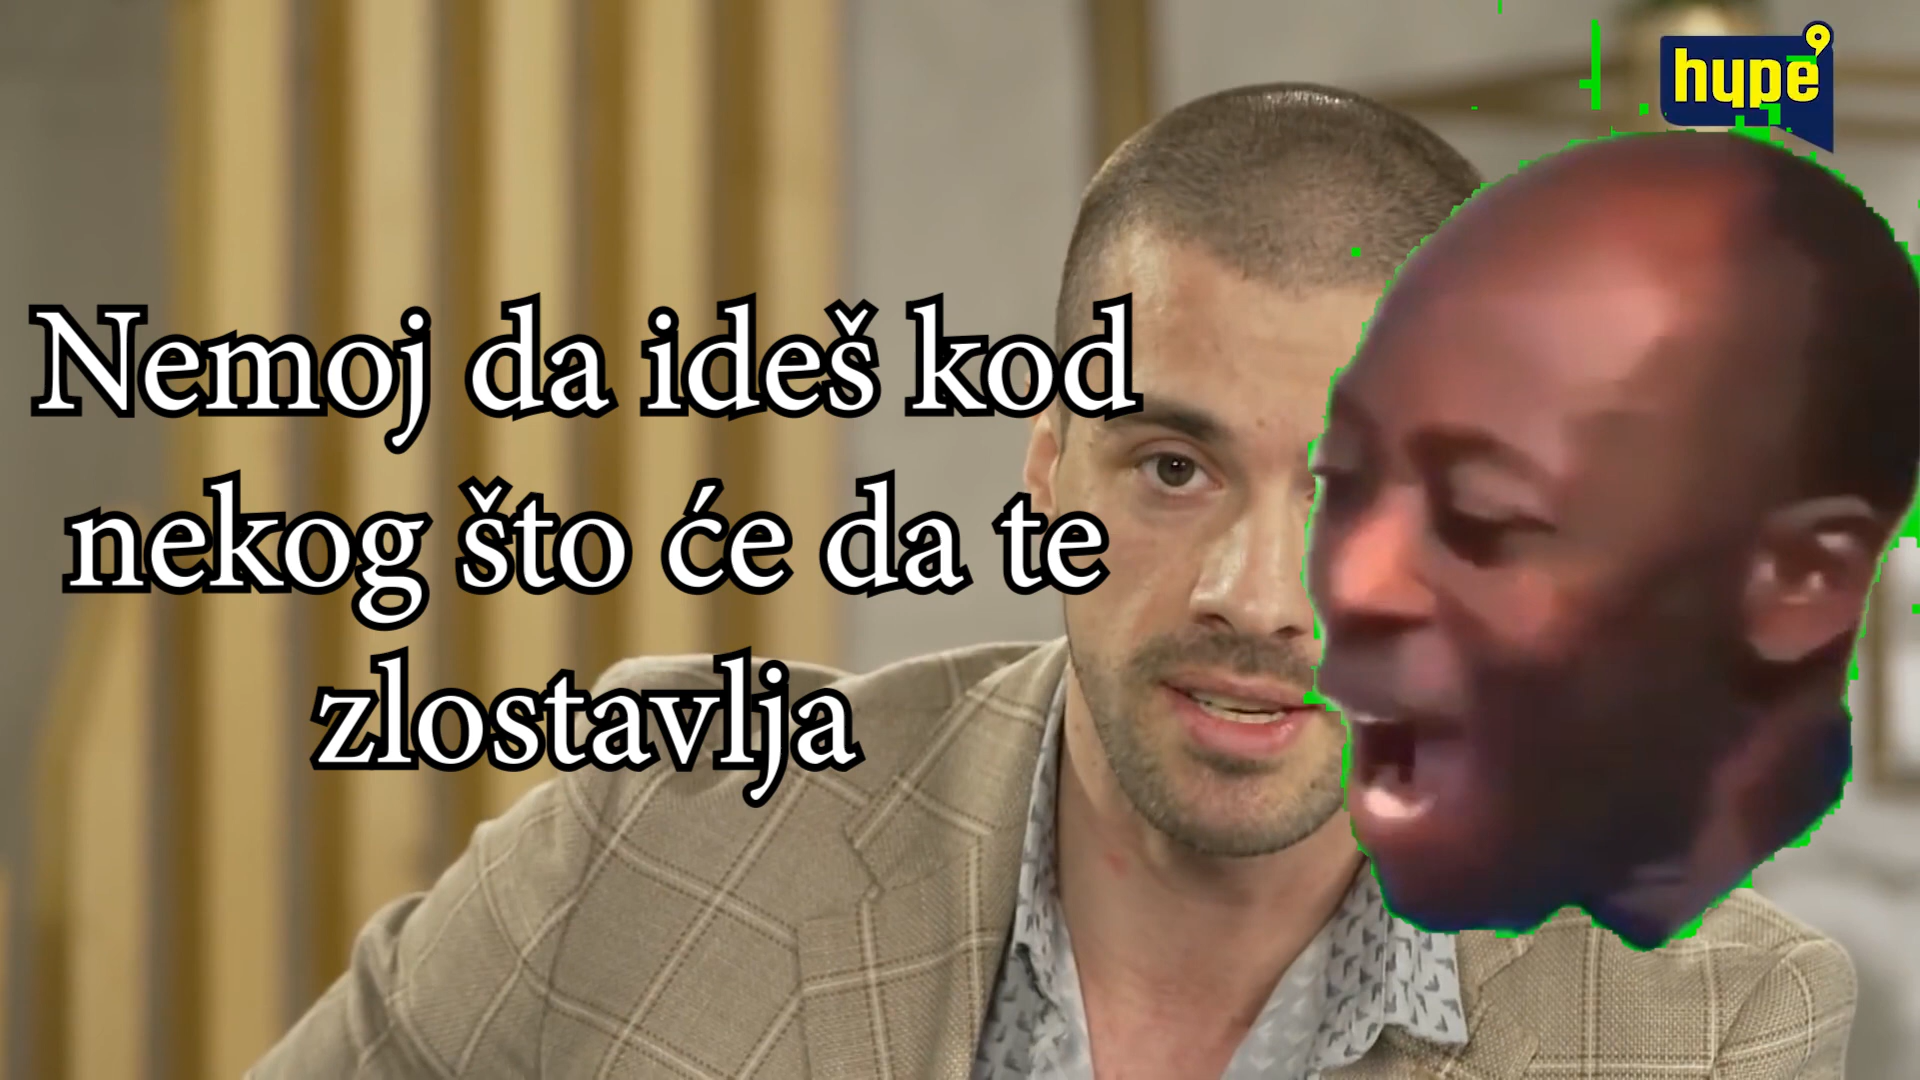 hype
Nemoj da ideš kod
nekog što će da te
zlostavlja